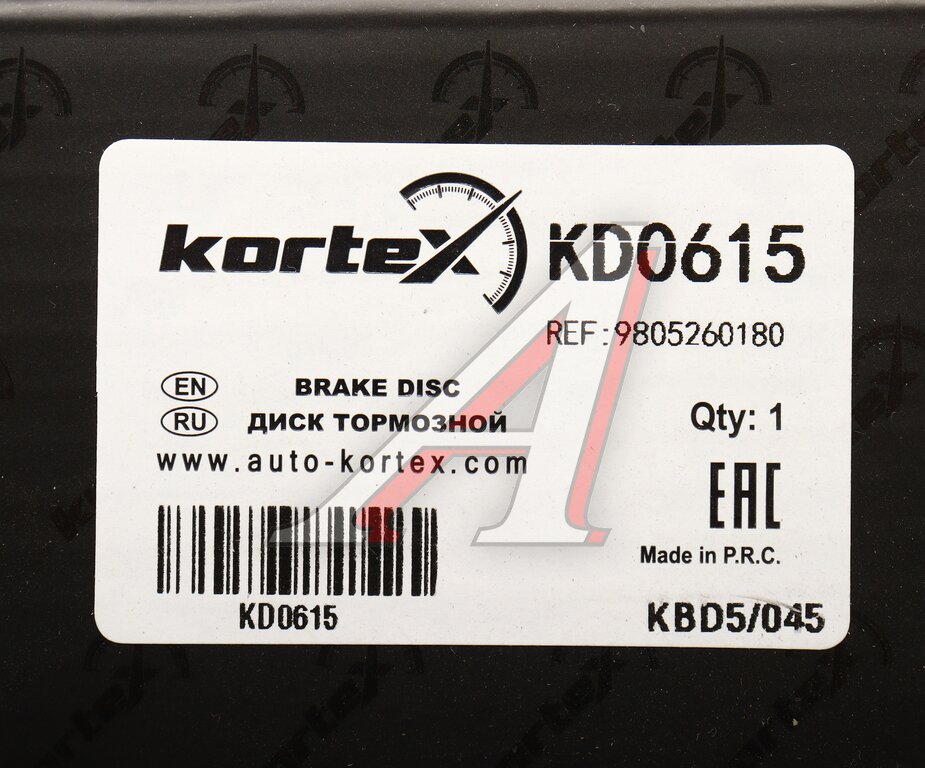 kortex KD0615
REF:9805260180
EN BRAKE DISC
RU ДИСК ТОРМОЗНОЙ
Qty: 1
www.auto-kortex.com
EAC
Made in P.R.C.
KD0615
KBD5/045